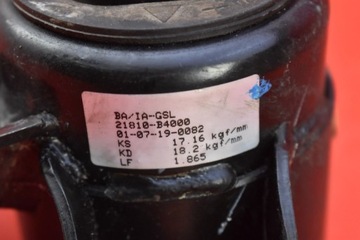 BA/IA-GSL
21810-B4000
01-07-19-0082
KS 17.16 kgf/mm
KD 18.2 kgf/mm
LF 1.865